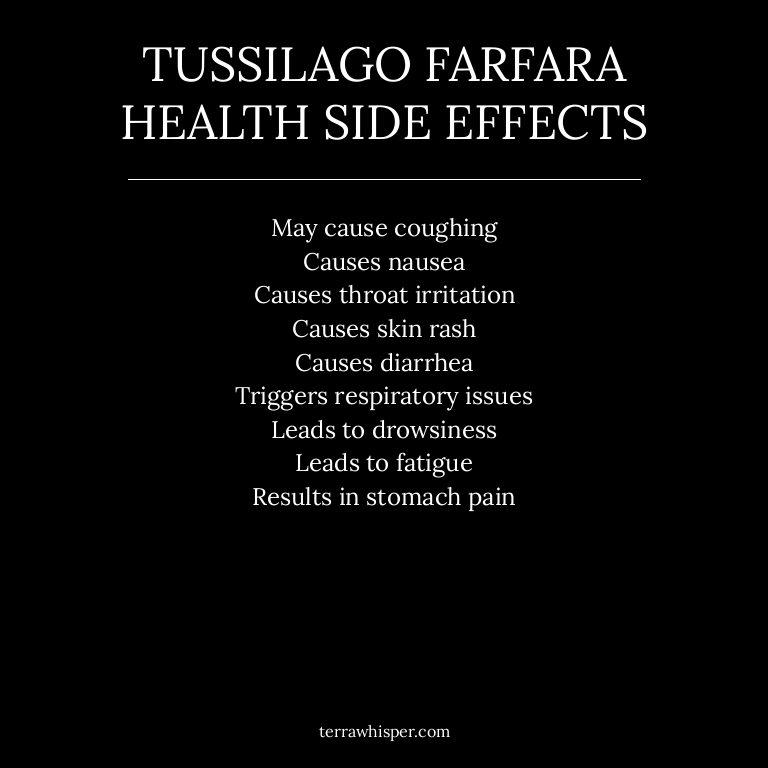 TUSSILAGO FARFARA
HEALTH SIDE EFFECTS
May cause coughing
Causes nausea
Causes throat irritation
Causes skin rash
Causes diarrhea
Triggers respiratory issues
Leads to drowsiness
Leads to fatigue
Results in stomach pain
terrawhisper.com